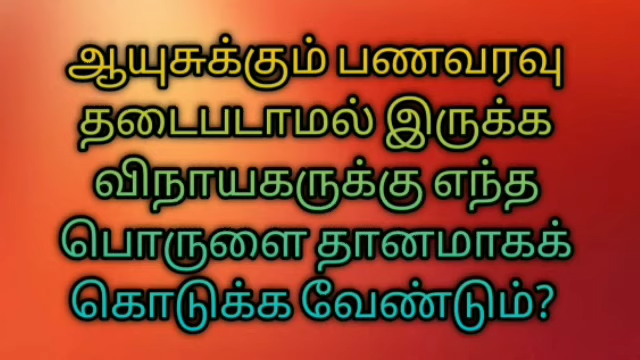 ஆயுசுக்கும் பணவரவு
தடைபடாமல் இருக்க
விநாயகருக்கு எந்த
பொருளை தானமாகக்
கொடுக்க வேண்டும்?